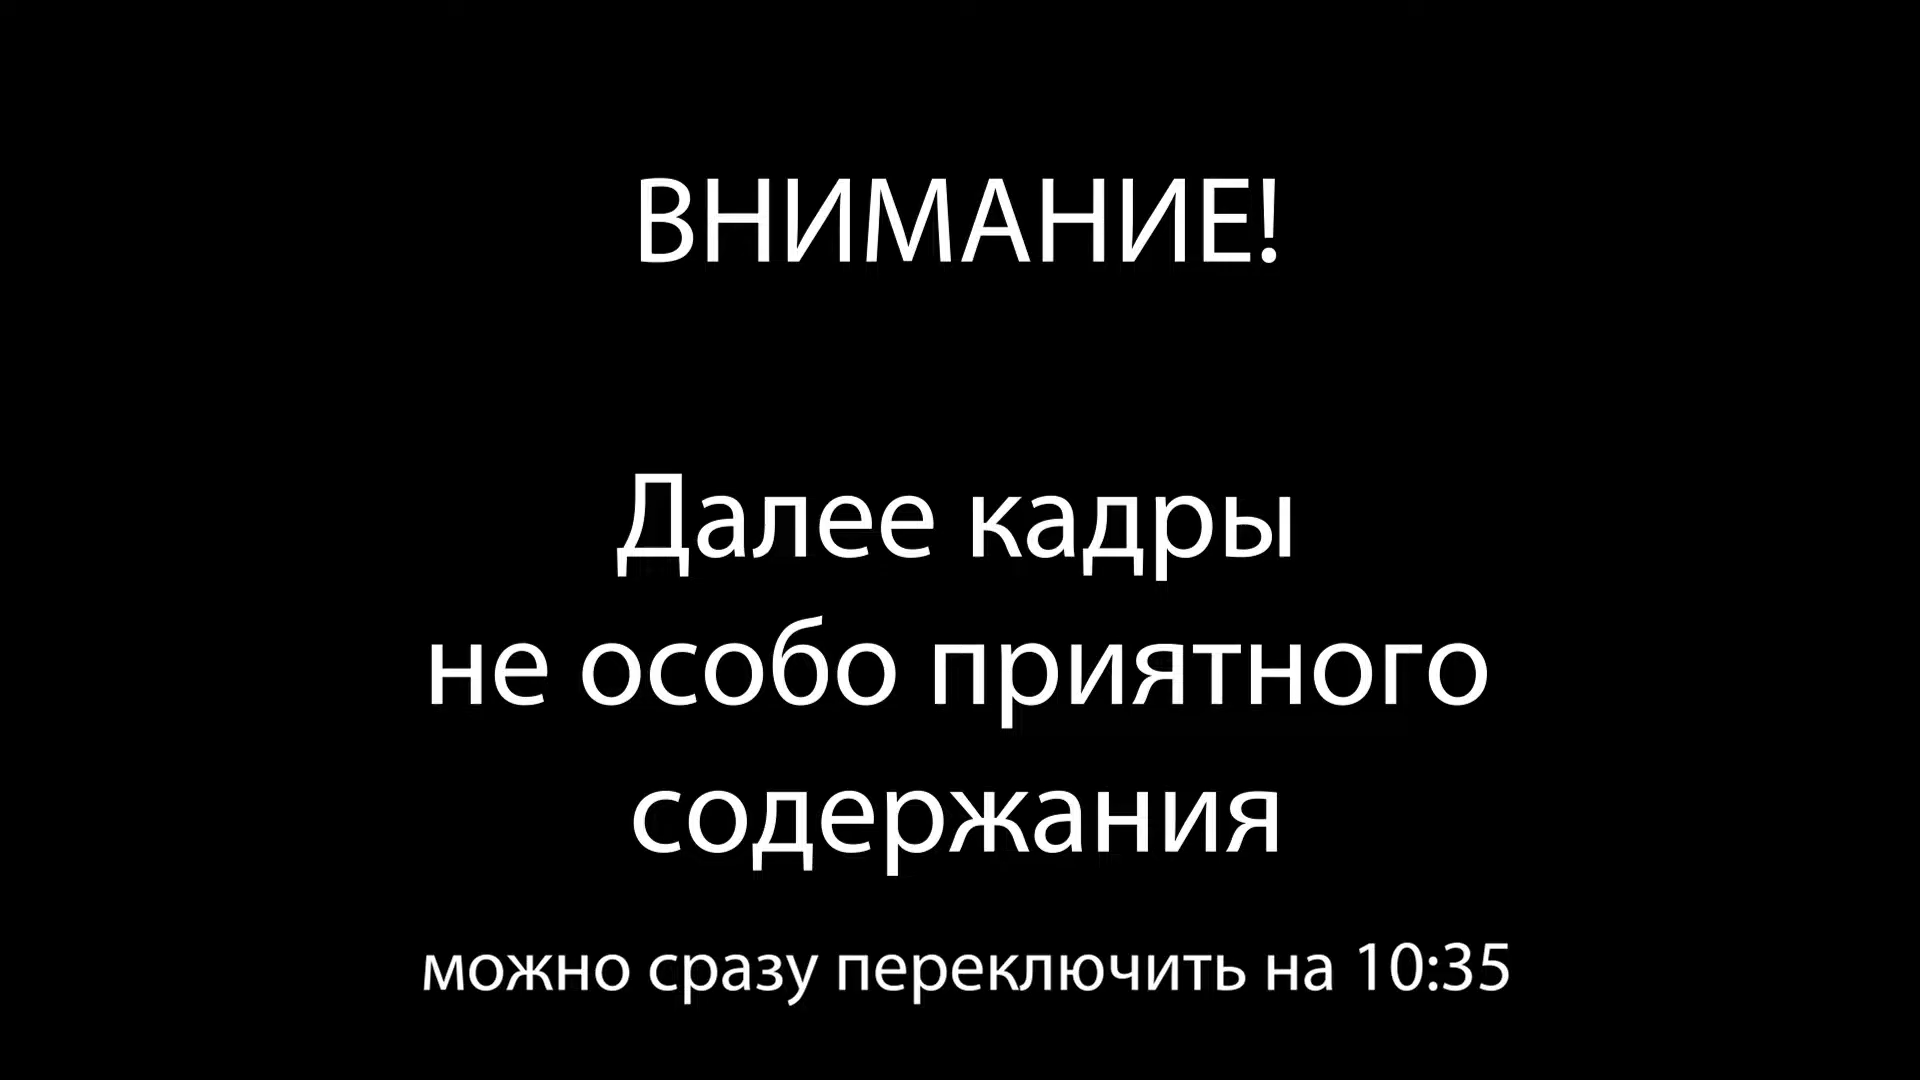 ВНИМАНИЕ!
Далее кадры
не особо приятного
содержания
можно сразу переключить на 10:35